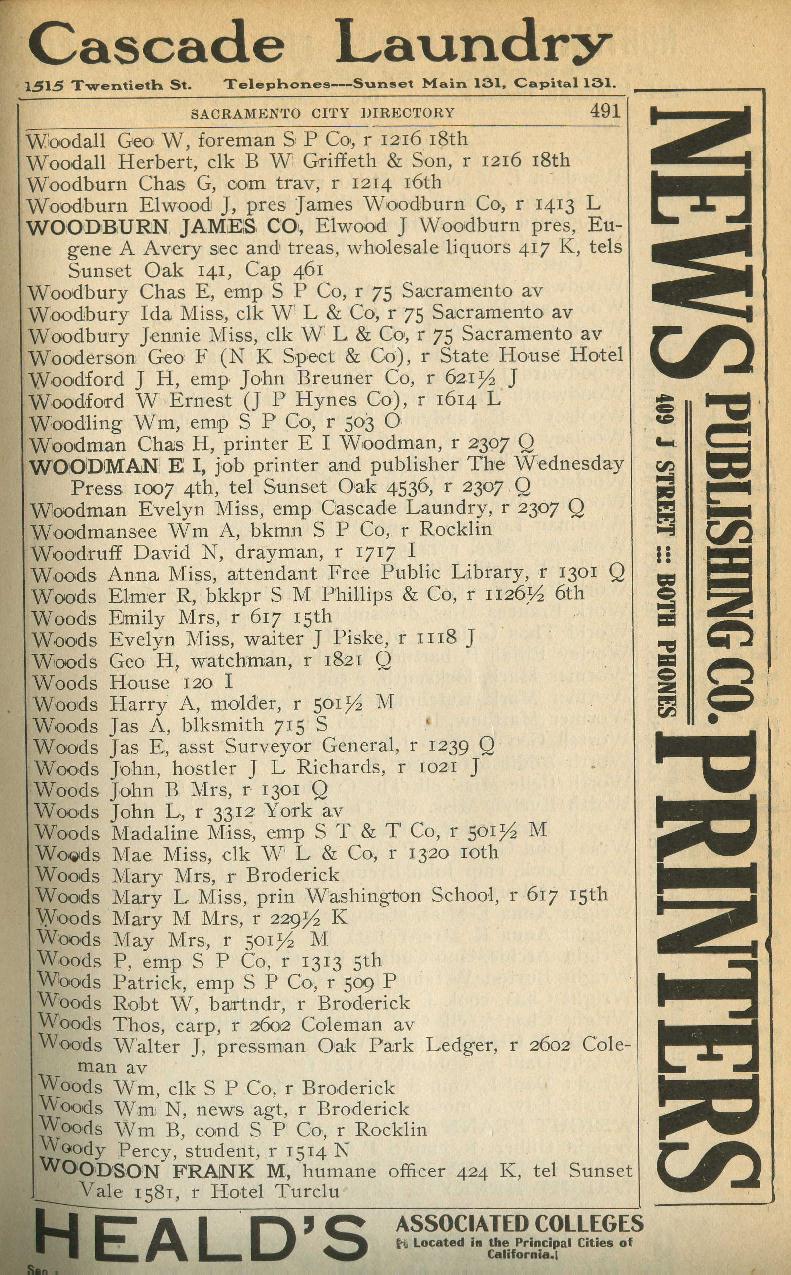 Cascade Laundry
1515 Twentieth St. Telephones---Sunset Main 131, Capital 131.
SACRAMENTO CITY DIRECTORY 491
Woodall Geo W, foreman S P Co, r 1216 18th
Woodall Herbert, clk B W Griffeth & Son, r 1216 18th
Woodburn Chas G, com trav, r 1214 16th
Woodburn Elwood J, pres James Woodburn Co, r 1413 L
WOODBURN JAMES CO, Elwood J Woodburn pres, Eu-
gene A Avery sec and treas, wholesale liquors 417 K, tels
Sunset Oak 141, Cap 461
Woodbury Chas E, emp S P Co, r 75 Sacramento av
Woodbury Ida Miss, clk W L & Co, r 75 Sacramento av
Woodbury Jennie Miss, clk W L & Co, r 75 Sacramento av
Wooderson Geo F (N K Spect & Co), r State House Hotel
Woodford J H, emp John Breuner Co, r 621½ J
Woodford W Ernest (J P Hynes Co), r 1614 L
Woodling Wm, emp S P Co, r 503 O
Woodman Chas H, printer E I Woodman, r 2307 Q
WOODMAN E I, job printer and publisher The Wednesday
Press 1007 4th, tel Sunset Oak 4536, r 2307 Q
Woodman Evelyn Miss, emp Cascade Laundry, r 2307 Q
Woodmansee Wm A, bkmn S P Co, r Rocklin
Woodruff David N, drayman, r 1717 I
Woods Anna Miss, attendant Free Public Library, r 1301 Q
Woods Elmer R, bkkpr S M Phillips & Co, r 1126½ 6th
Woods Emily Mrs, r 617 15th
Woods Evelyn Miss, waiter J Piske, r 1118 J
Woods Geo H, watchman, r 1821 Q
Woods House 120 I
Woods Harry A, molder, r 501½ M
Woods Jas A, blksmith 715 S
Woods Jas E, asst Surveyor General, r 1239 Q
Woods John, hostler J L Richards, r 1021 J
Woods John B Mrs, r 1301 Q
Woods John L, r 3312 York av
Woods Madaline Miss, emp S T & T Co, r 501½ M
Woods Mae Miss, clk W L & Co, r 1320 10th
Woods Mary Mrs, r Broderick
Woods Mary L Miss, prin Washington School, r 617 15th
Woods Mary M Mrs, r 229½ K
Woods May Mrs, r 501½ M
Woods P, emp S P Co, r 1313 5th
Woods Patrick, emp S P Co, r 509 P
Woods Robt W, bartndr, r Broderick
Woods Thos, carp, r 2602 Coleman av
Woods Walter J, pressman Oak Park Ledger, r 2602 Cole-
man av
Woods Wm, clk S P Co, r Broderick
Woods Wm N, news agt, r Broderick
Woods Wm B, cond S P Co, r Rocklin
Woody Percy, student, r 1514 N
WOODSON FRANK M, humane officer 424 K, tel Sunset
Vale 1581, r Hotel Turclu
NEWS PUBLISHING CO. PRINTERS
409 J STREET ::: BOTH PHONES
HEALD'S ASSOCIATED COLLEGES
Located in the Principal Cities of
California.